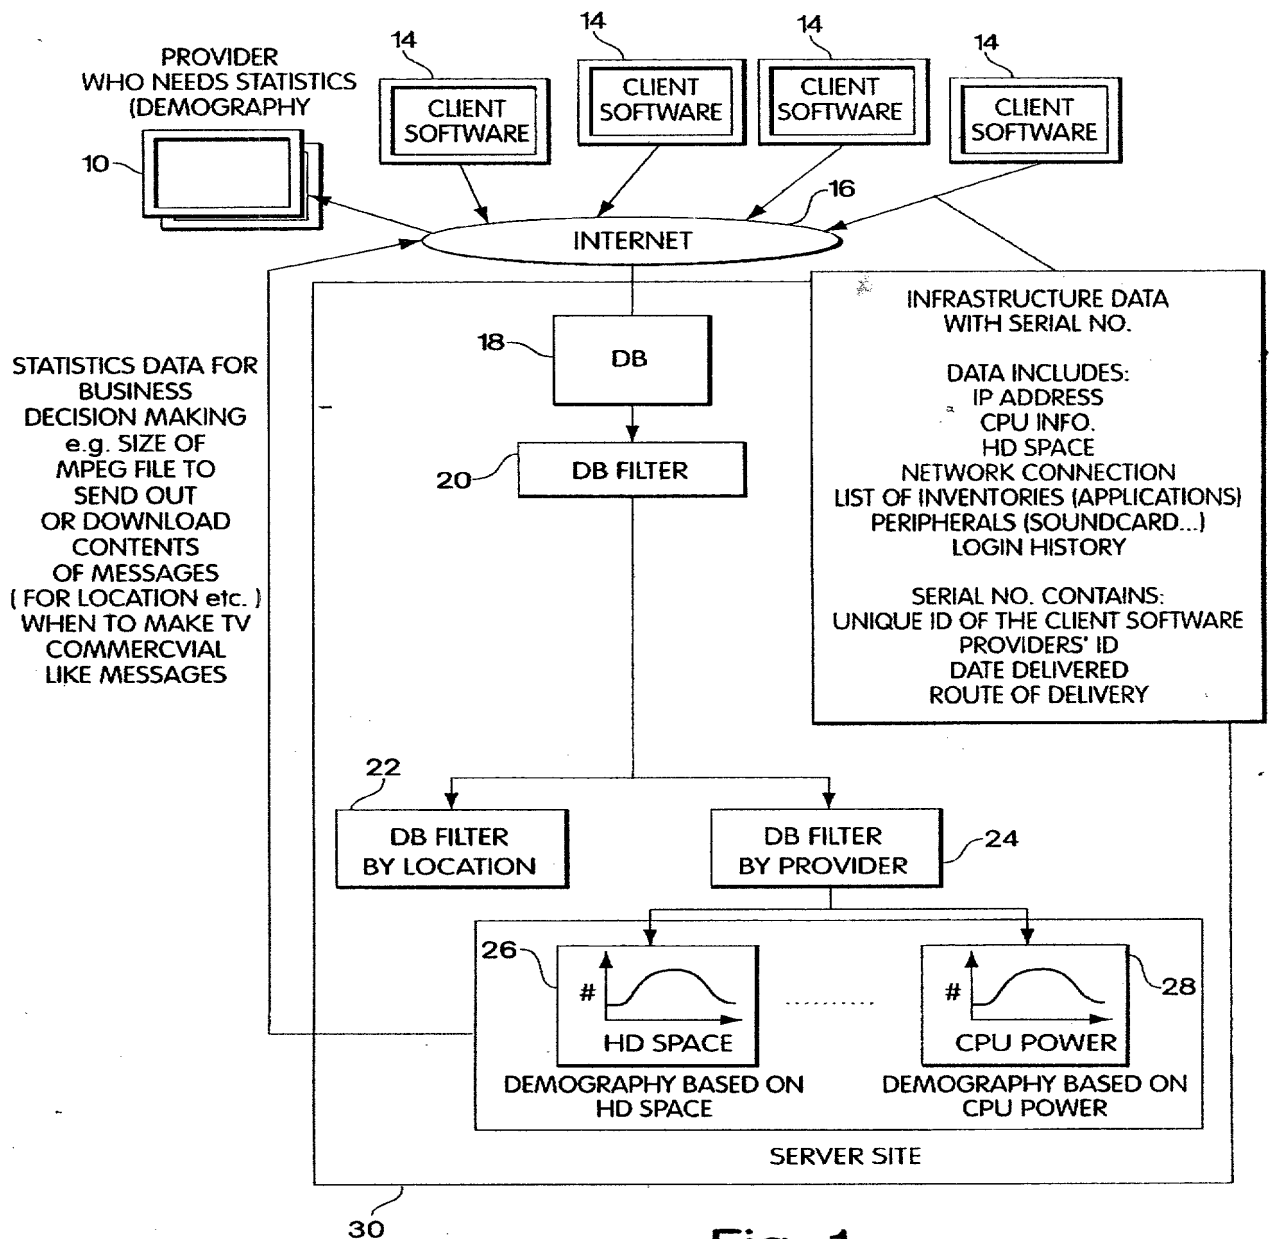 PROVIDER
WHO NEEDS STATISTICS
(DEMOGRAPHY
10
14
CLIENT
SOFTWARE
14
CLIENT
SOFTWARE
14
CLIENT
SOFTWARE
14
CLIENT
SOFTWARE
16
INTERNET
STATISTICS DATA FOR
BUSINESS
DECISION MAKING
e.g. SIZE OF
MPEG FILE TO
SEND OUT
OR DOWNLOAD
CONTENTS
OF MESSAGES
( FOR LOCATION etc. )
WHEN TO MAKE TV
COMMERCVIAL
LIKE MESSAGES
18
DB
20
DB FILTER
INFRASTRUCTURE DATA
WITH SERIAL NO.
DATA INCLUDES:
IP ADDRESS
CPU INFO.
HD SPACE
NETWORK CONNECTION
LIST OF INVENTORIES (APPLICATIONS)
PERIPHERALS (SOUNDCARD...)
LOGIN HISTORY
SERIAL NO. CONTAINS:
UNIQUE ID OF THE CLIENT SOFTWARE
PROVIDERS' ID
DATE DELIVERED
ROUTE OF DELIVERY
22
DB FILTER
BY LOCATION
DB FILTER
BY PROVIDER
24
26
#
HD SPACE
DEMOGRAPHY BASED ON
HD SPACE
28
#
CPU POWER
DEMOGRAPHY BASED ON
CPU POWER
SERVER SITE
30
Fig. 1